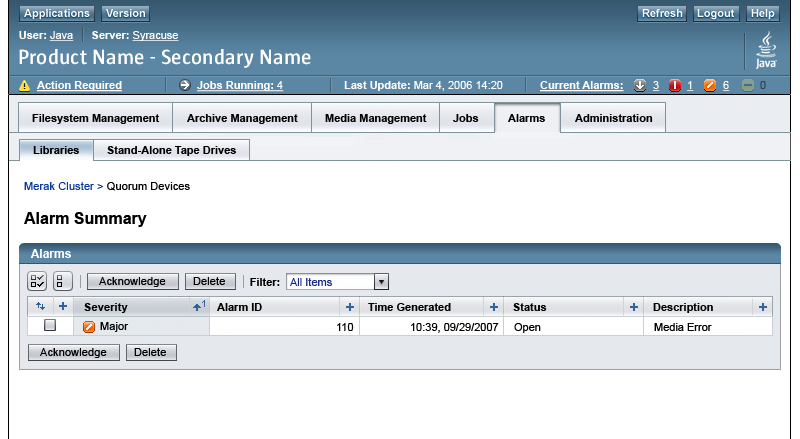 Applications Version Refresh Logout Help
User: Java Server: Syracuse
Product Name - Secondary Name
Java
Action Required Jobs Running: 4 Last Update: Mar 4, 2006 14:20 Current Alarms: 3 1 6 0
Filesystem Management Archive Management Media Management Jobs Alarms Administration
Libraries Stand-Alone Tape Drives
Merak Cluster > Quorum Devices
Alarm Summary
Alarms
Acknowledge Delete Filter: All Items
Severity 1 Alarm ID Time Generated Status Description
Major 110 10:39, 09/29/2007 Open Media Error
Acknowledge Delete